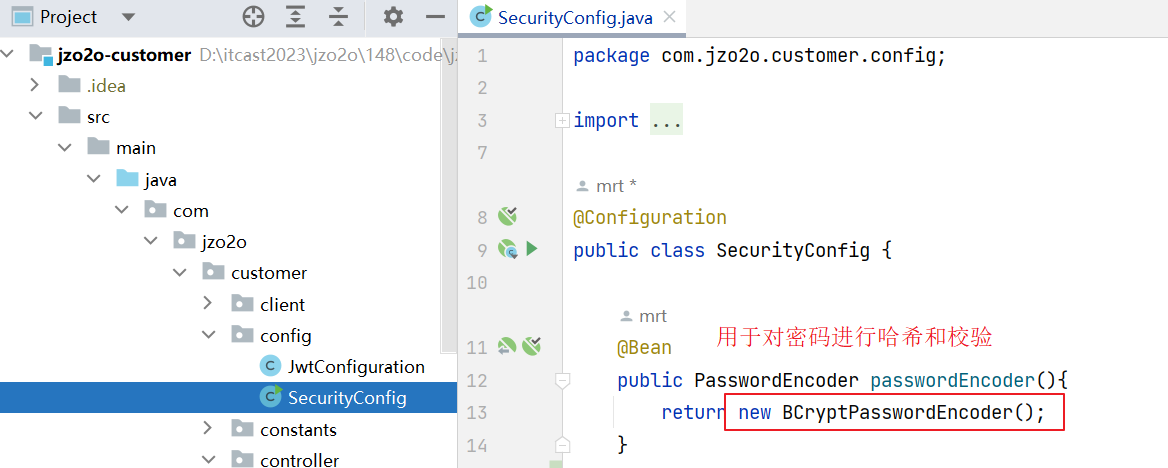 Project
jzo2o-customer D:\itcast2023\jzo2o\148\code\jz
.idea
src
main
java
com
jzo2o
customer
client
config
JwtConfiguration
SecurityConfig
constants
controller
SecurityConfig.java
1 package com.jzo2o.customer.config;
2
3 import ...
7
mrt *
8 @Configuration
9 public class SecurityConfig {
10
mrt
用于对密码进行哈希和校验
11 @Bean
12 public PasswordEncoder passwordEncoder(){
13 return new BCryptPasswordEncoder();
14 }